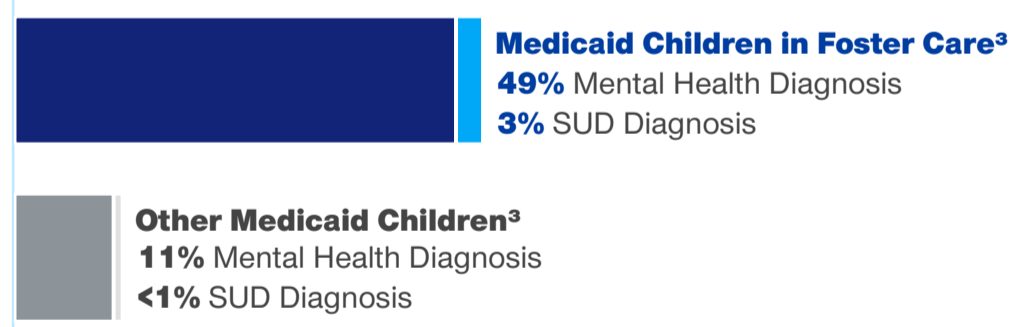 Medicaid Children in Foster Care³
49% Mental Health Diagnosis
3% SUD Diagnosis
Other Medicaid Children³
11% Mental Health Diagnosis
<1% SUD Diagnosis